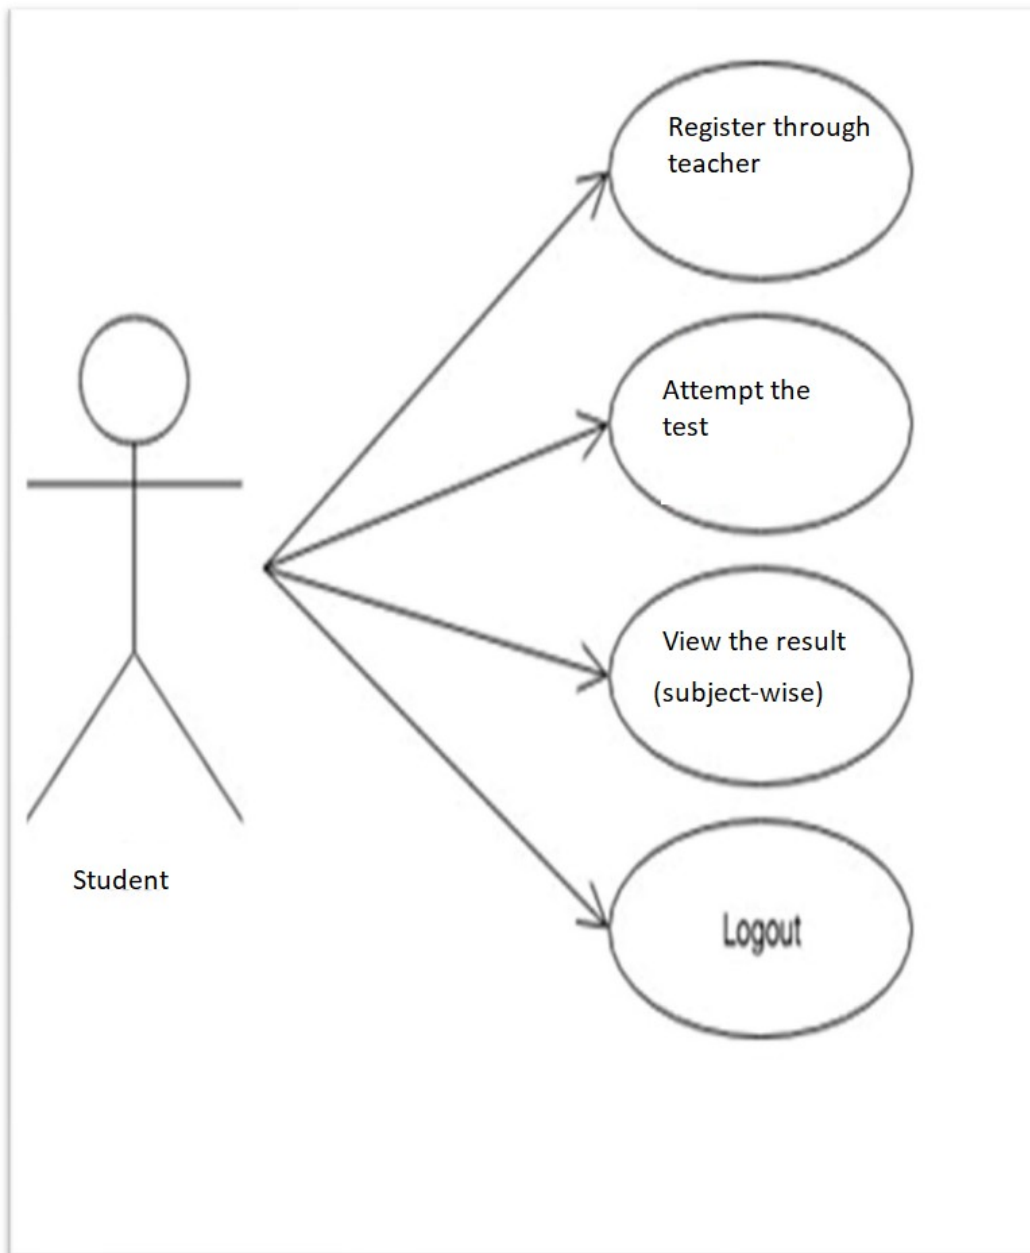 Register through
teacher
Attempt the
test
View the result
(subject-wise)
Student
Logout